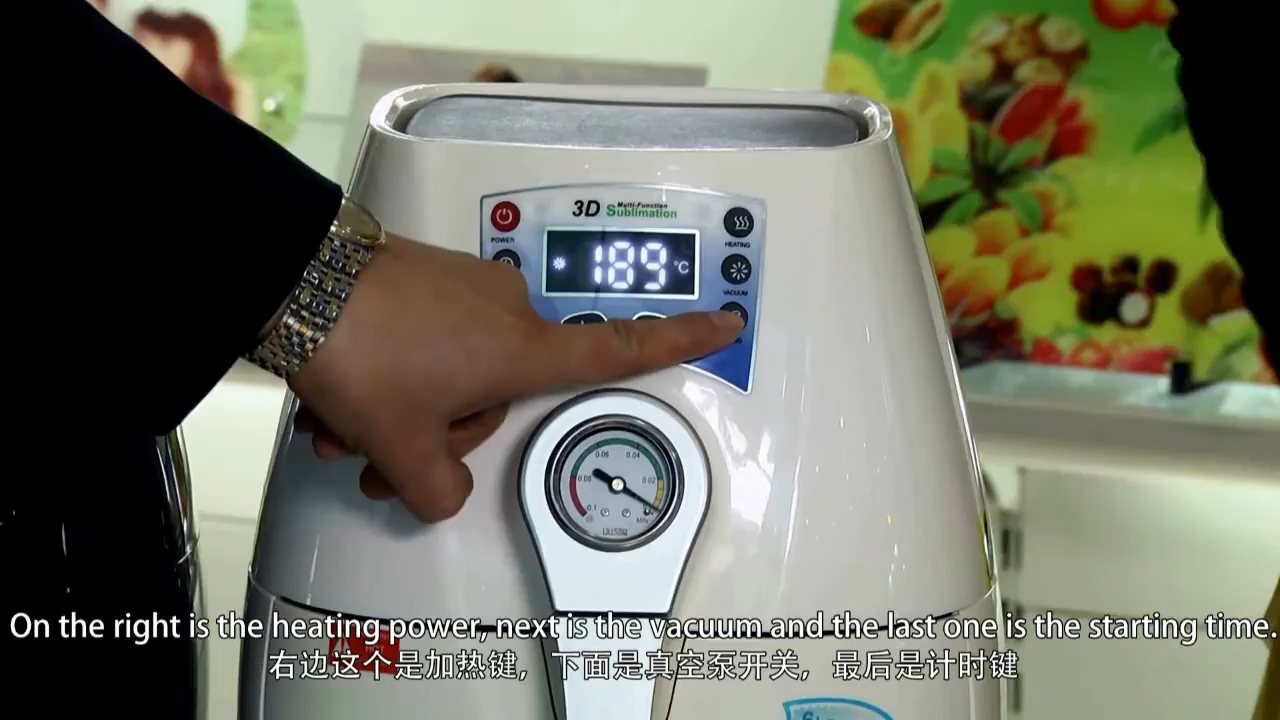 3D Multi-Function
Sublimation
POWER
189 °C
HEATING
VACUUM
0.06 0.04
0.08 0.02
0.1 0
MPa
On the right is the heating power, next is the vacuum and the last one is the starting time.
右边这个是加热键，下面是真空泵开关，最后是计时键